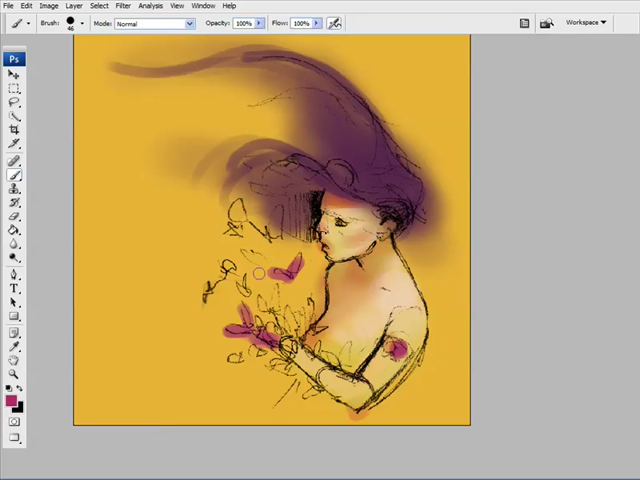 File Edit Image Layer Select Filter Analysis View Window Help
Brush: 46 Mode: Normal Opacity: 100% Flow: 100% Workspace
Ps
T